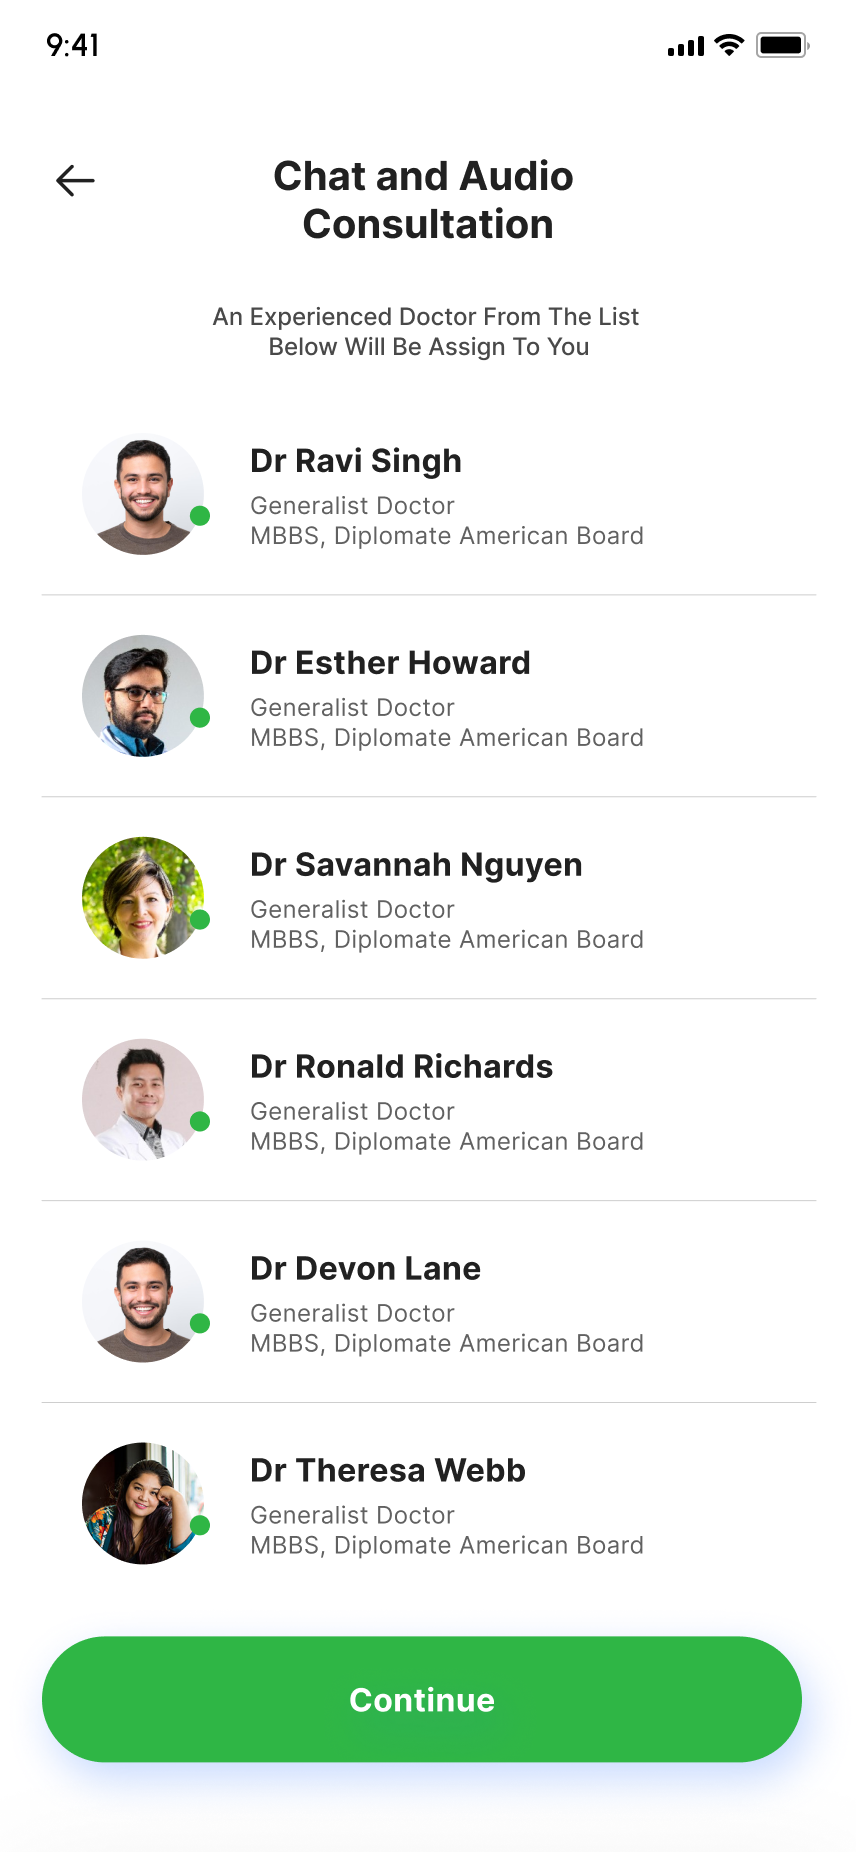 9:41
Chat and Audio
Consultation
An Experienced Doctor From The List
Below Will Be Assign To You
Dr Ravi Singh
Generalist Doctor
MBBS, Diplomate American Board
Dr Esther Howard
Generalist Doctor
MBBS, Diplomate American Board
Dr Savannah Nguyen
Generalist Doctor
MBBS, Diplomate American Board
Dr Ronald Richards
Generalist Doctor
MBBS, Diplomate American Board
Dr Devon Lane
Generalist Doctor
MBBS, Diplomate American Board
Dr Theresa Webb
Generalist Doctor
MBBS, Diplomate American Board
Continue